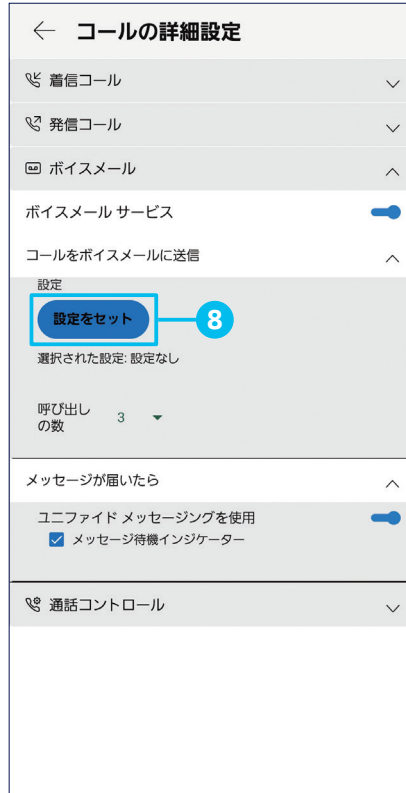 コールの詳細設定
着信コール
発信コール
ボイスメール
ボイスメール サービス
コールをボイスメールに送信
設定
設定をセット
8
選択された設定: 設定なし
呼び出し
の数
3
メッセージが届いたら
ユニファイド メッセージングを使用
メッセージ待機インジケーター
通話コントロール